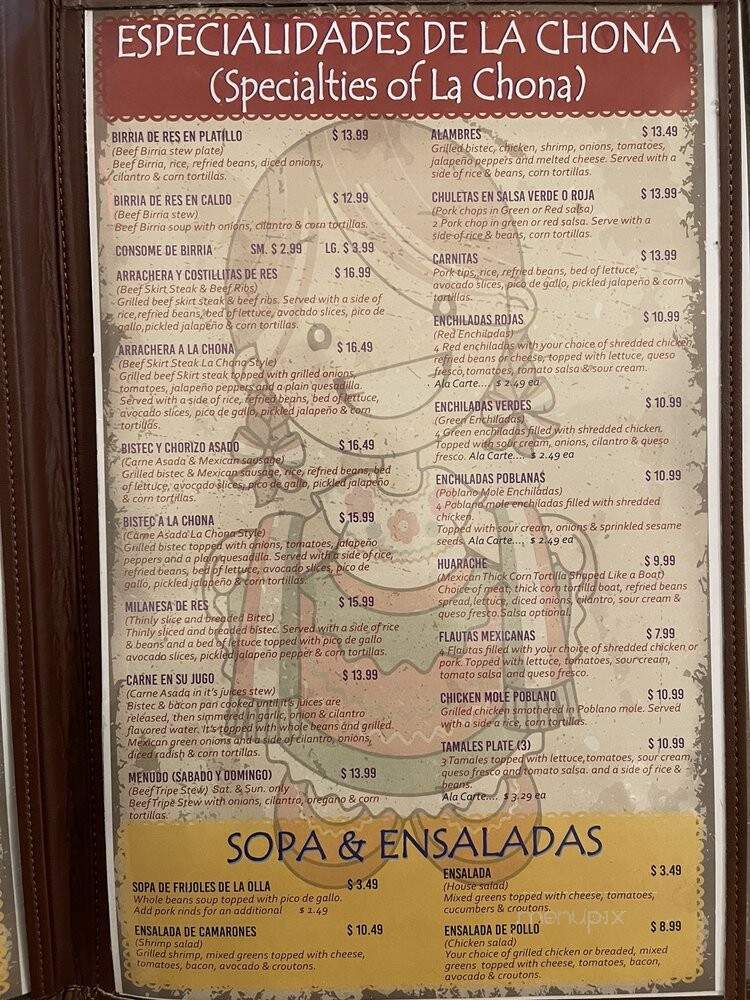 ESPECIALIDADES DE LA CHONA
(Specialties of La Chona)
BIRRIA DE RES EN PLATILLO $ 13.99
(Beef Birria stew plate)
Beef Birria, rice, refried beans, diced onions,
cilantro & corn tortillas.
BIRRIA DE RES EN CALDO $ 12.99
(Beef Birria stew)
Beef Birria soup with onions, cilantro & corn tortillas.
CONSOME DE BIRRIA SM. $ 2.99 LG. $ 3.99
ARRACHERA Y COSTILLITAS DE RES $ 16.99
(Beef Skirt Steak & Beef Ribs)
Grilled beef skirt steak & beef ribs. Served with a side of
rice,refried beans, bed of lettuce, avocado slices, pico de
gallo,pickled jalapeño & corn tortillas.
ARRACHERA A LA CHONA $ 16.49
(Beef Skirt Steak La Chona Style)
Grilled beef Skirt steak topped with grilled onions,
tomatoes, jalapeño peppers and a plain quesadilla.
Served with a side of rice, refried beans, bed of lettuce,
avocado slices, pico de gallo, pickled jalapeño & corn
tortillas.
BISTEC Y CHORIZO ASADO $ 16.49
(Carne Asada & Mexican sausage)
Grilled bistec & Mexican sausage, rice, refried beans, bed
of lettuce, avocado slices, pico de gallo, pickled jalapeño
& corn tortillas.
BISTEC A LA CHONA $ 15.99
(Carne Asada La Chona Style)
Grilled bistec topped with onions, tomatoes, jalapeño
peppers and a plain quesadilla. Served with a side of rice,
refried beans, bed of lettuce, avocado slices, pico de
gallo, pickled jalapeño & corn tortillas.
MILANESA DE RES $ 15.99
(Thinly slice and breaded Bitec)
Thinly sliced and breaded bistec. Served with a side of rice
& beans and a bed of lettuce topped with pico de gallo
avocado slices, pickled jalapeño pepper & corn tortillas.
CARNE EN SU JUGO $ 13.99
(Carne Asada in it's juices stew)
Bistec & bacon pan cooked until it's juices are
released, then simmered in garlic, onion & cilantro
flavored water. It's topped with whole beans and grilled
Mexican green onions and a side of cilantro, onions,
diced radish & corn tortillas.
MENUDO (SABADO Y DOMINGO) $ 13.99
(Beef Tripe Stew) Sat. & Sun. only
Beef Tripe Stew with onions, cilantro, oregano & corn
tortillas.
ALAMBRES $ 13.49
Grilled bistec, chicken, shrimp, onions, tomatoes,
jalapeño peppers and melted cheese. Served with a
side of rice & beans, corn tortillas.
CHULETAS EN SALSA VERDE O ROJA $ 13.99
(Pork chops in Green or Red salsa)
2 Pork chop in green or red salsa. Serve with a
side of rice & beans, corn tortillas.
CARNITAS $ 13.99
Pork tips, rice, refried beans, bed of lettuce,
avocado slices, pico de gallo, pickled jalapeño & corn
tortillas.
ENCHILADAS ROJAS $ 10.99
(Red Enchiladas)
4 Red enchiladas with your choice of shredded chicken,
refried beans or cheese, topped with lettuce, queso
fresco, tomatoes, tomato salsa & sour cream.
Ala Carte.... $ 2.49 ea
ENCHILADAS VERDES $ 10.99
(Green Enchiladas)
4 Green enchiladas filled with shredded chicken.
Topped with sour cream, onions, cilantro & queso
fresco. Ala Carte.... $ 2.49 ea
ENCHILADAS POBLANAS $ 10.99
(Poblano Mole Enchiladas)
4 Poblano enchiladas filled with shredded
chicken.
Topped with sour cream, onions & sprinkled sesame
seeds. Ala Carte.... $ 2.49 ea
HUARACHE $ 9.99
(Mexican Thick Corn Tortilla Shaped Like a Boat)
Choice of meat, thick corn tortilla boat, refried beans
spread, lettuce, diced onions, cilantro, sour cream &
queso fresco. Salsa optional.
FLAUTAS MEXICANAS $ 7.99
Flautas filled with your choice of shredded chicken or
pork. Topped with lettuce, tomatoes, sour cream,
tomato salsa and queso fresco.
CHICKEN MOLE POBLANO $ 10.99
Grilled chicken smothered in Poblano mole. Served
with a side a rice, corn tortillas.
TAMALES PLATE (3) $ 10.99
3 Tamales topped with lettuce, tomatoes, sour cream,
queso fresco and tomato salsa. and a side of rice &
beans.
Ala Carte.... $ 3.29 ea
SOPA & ENSALADAS
SOPA DE FRIJOLES DE LA OLLA $ 3.49
Whole beans soup topped with pico de gallo.
Add pork rinds for an additional $ 1.49
ENSALADA DE CAMARONES $ 10.49
(Shrimp salad)
Grilled shrimp, mixed greens topped with cheese,
tomatoes, bacon, avocado & croutons.
ENSALADA $ 3.49
(House salad)
Mixed greens topped with cheese, tomatoes,
cucumbers & croutons.
menupix
ENSALADA DE POLLO $ 8.99
(Chicken salad)
Your choice of grilled chicken or breaded, mixed
greens topped with cheese, tomatoes, bacon,
avocado & croutons.